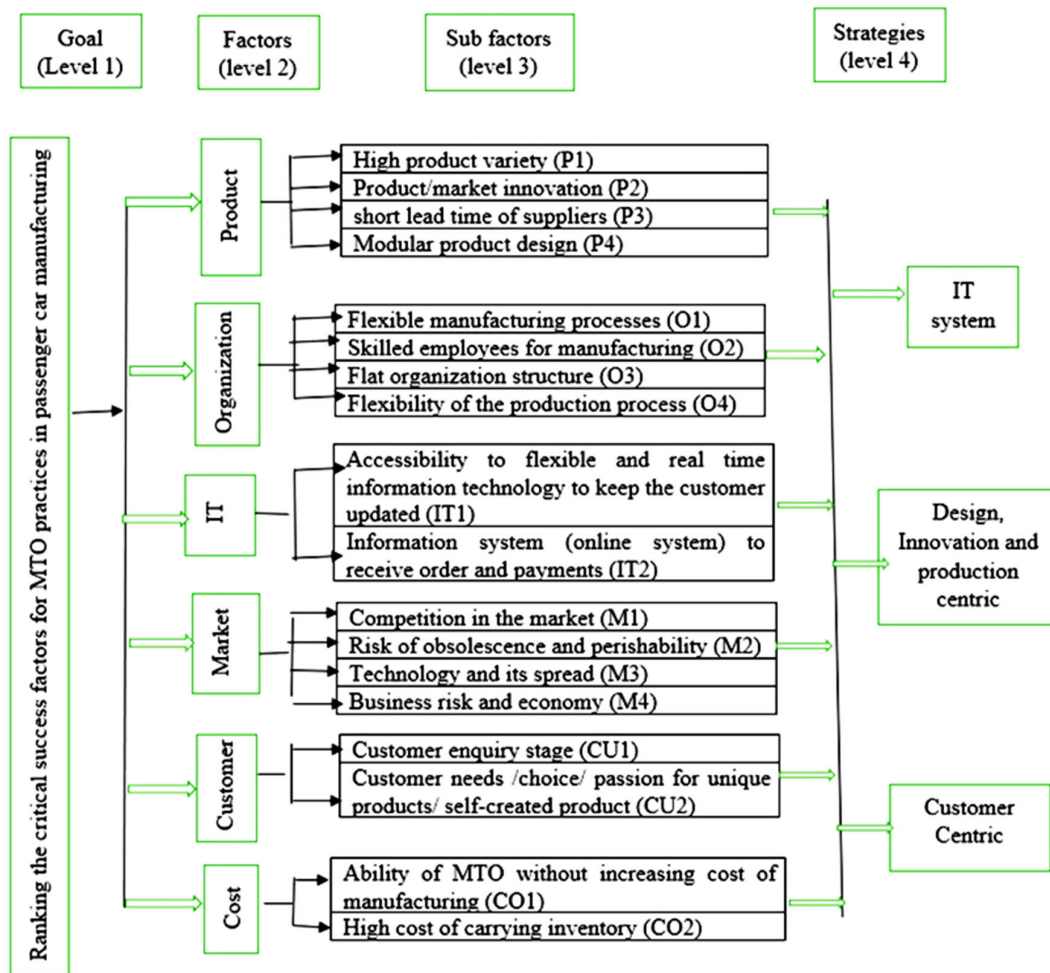 Goal
(Level 1)
Factors
(level 2)
Sub factors
(level 3)
Strategies
(level 4)
Ranking the critical success factors for MTO practices in passenger car manufacturing
Product
High product variety (P1)
Product/market innovation (P2)
short lead time of suppliers (P3)
Modular product design (P4)
Organization
Flexible manufacturing processes (O1)
Skilled employees for manufacturing (O2)
Flat organization structure (O3)
Flexibility of the production process (O4)
IT
Accessibility to flexible and real time
information technology to keep the customer
updated (IT1)
Information system (online system) to
receive order and payments (IT2)
Market
Competition in the market (M1)
Risk of obsolescence and perishability (M2)
Technology and its spread (M3)
Business risk and economy (M4)
Customer
Customer enquiry stage (CU1)
Customer needs /choice/ passion for unique
products/ self-created product (CU2)
Cost
Ability of MTO without increasing cost of
manufacturing (CO1)
High cost of carrying inventory (CO2)
IT
system
Design,
Innovation and
production
centric
Customer
Centric